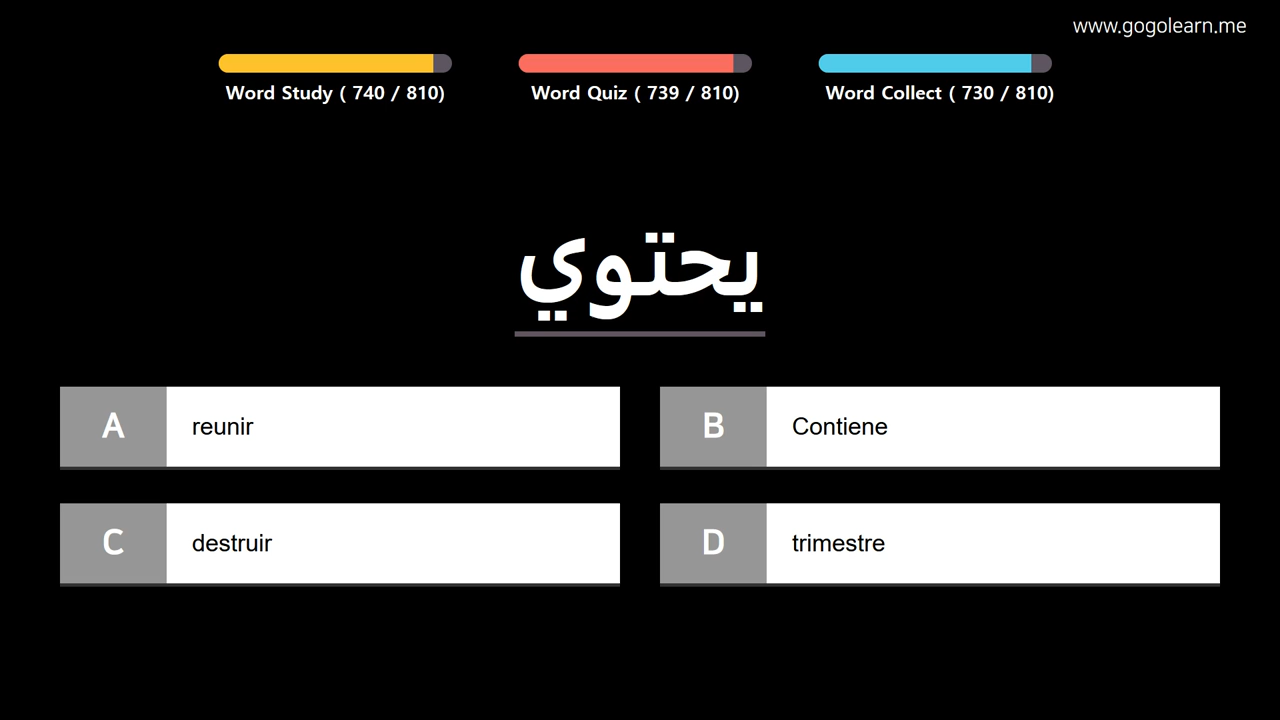 www.gogolearn.me
Word Study ( 740 / 810)
Word Quiz ( 739 / 810)
Word Collect ( 730 / 810)
يحتوي
A reunir
B Contiene
C destruir
D trimestre